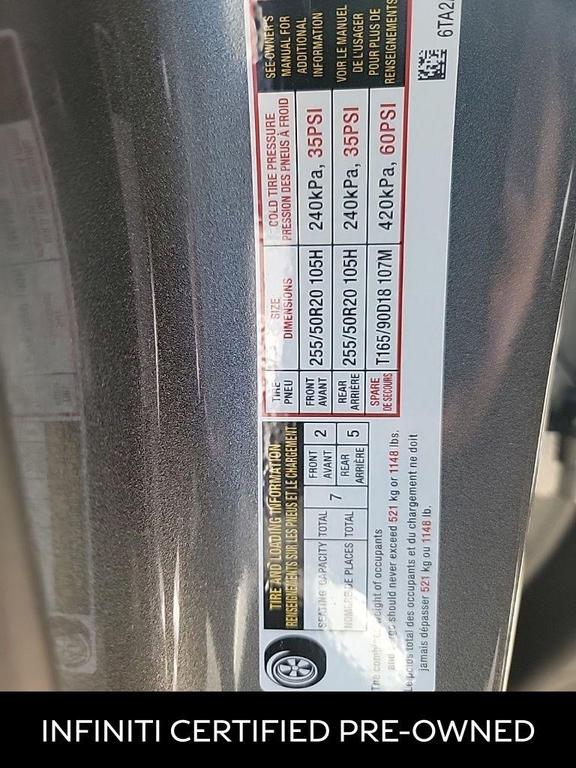 TIRE AND LOADING INFORMATION
RENSEIGNEMENTS SUR LES PNEUS ET LE CHARGEMENT
SEATING CAPACITY TOTAL 7 FRONT AVANT 2
NOMBRE DE PLACES TOTAL REAR ARRIÈRE 5
The weight of occupants
and should never exceed 521 kg or 1148 lbs.
Le poids total des occupants et du chargement ne doit
jamais dépasser 521 kg ou 1148 lb.
TIRE SIZE COLD TIRE PRESSURE
PNEU DIMENSIONS PRESSION DES PNEUS À FROID
FRONT AVANT 255/50R20 105H 240kPa, 35PSI
REAR ARRIÈRE 255/50R20 105H 240kPa, 35PSI
SPARE DE SECOURS T165/90D18 107M 420kPa, 60PSI
SEE OWNER'S
MANUAL FOR
ADDITIONAL
INFORMATION
VOIR LE MANUEL
DE L'USAGER
POUR PLUS DE
RENSEIGNEMENTS
INFINITI CERTIFIED PRE-OWNED